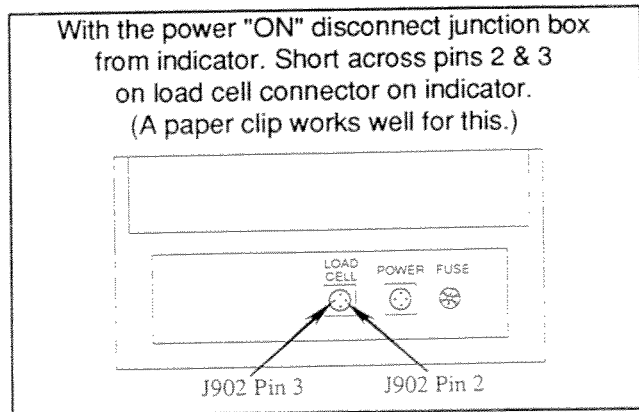 With the power "ON" disconnect junction box
from indicator. Short across pins 2 & 3
on load cell connector on indicator.
(A paper clip works well for this.)
LOAD
CELL
POWER
FUSE
J902 Pin 3
J902 Pin 2